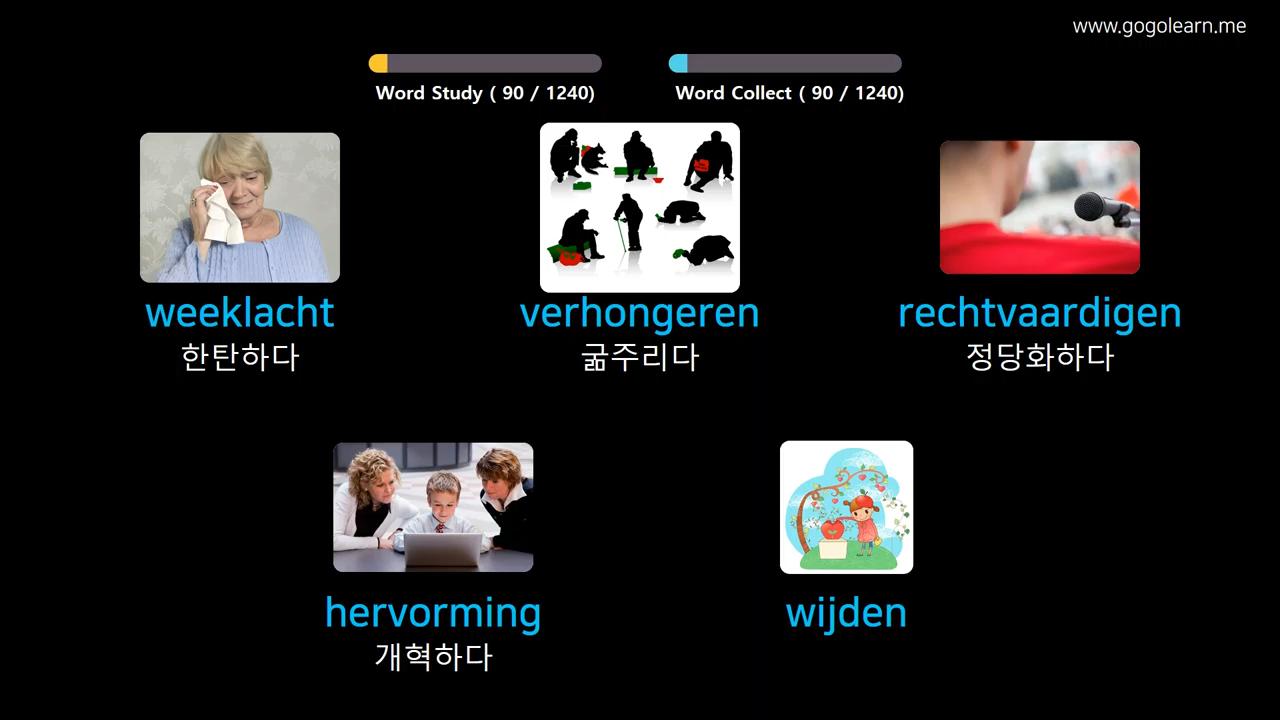 www.gogolearn.me
Word Study ( 90 / 1240)
Word Collect ( 90 / 1240)
weeklacht
한탄하다
verhongeren
굶주리다
rechtvaardigen
정당화하다
hervorming
개혁하다
wijden